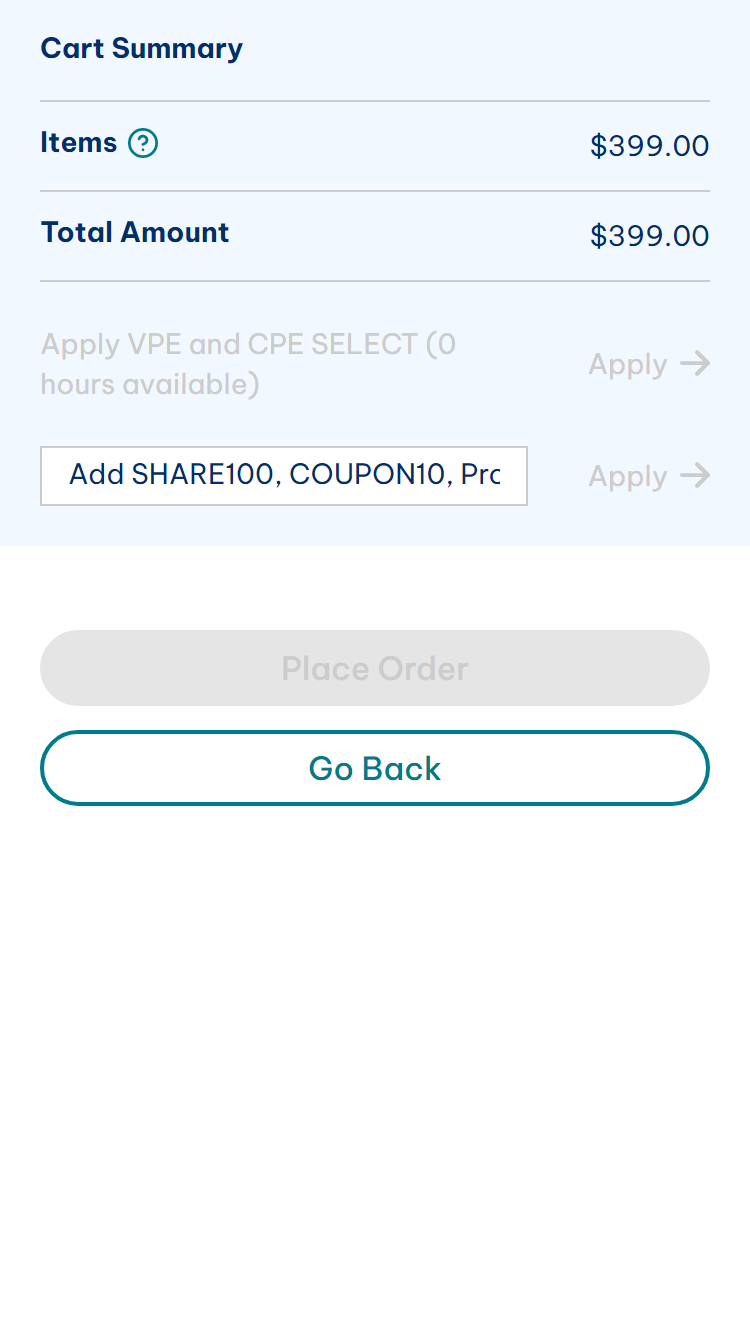 Cart Summary
Items ?
$399.00
Total Amount
$399.00
Apply VPE and CPE SELECT (0
hours available)
Apply
Add SHARE100, COUPON10, Prc
Apply
Place Order
Go Back